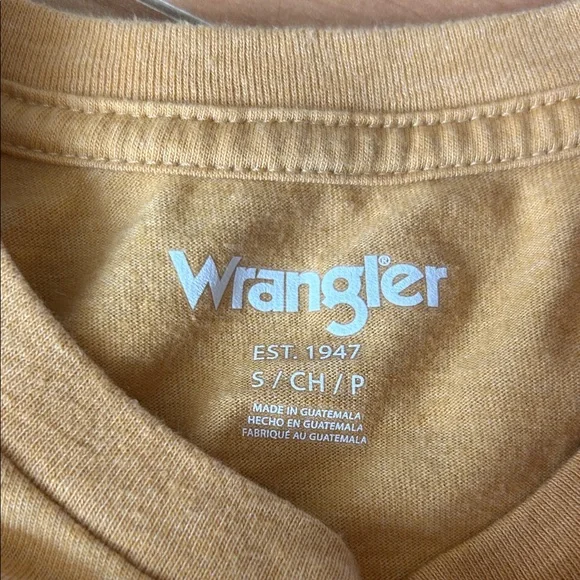 Wrangler®
EST. 1947
S / CH / P
MADE IN GUATEMALA
HECHO EN GUATEMALA
FABRIQUÉ AU GUATEMALA